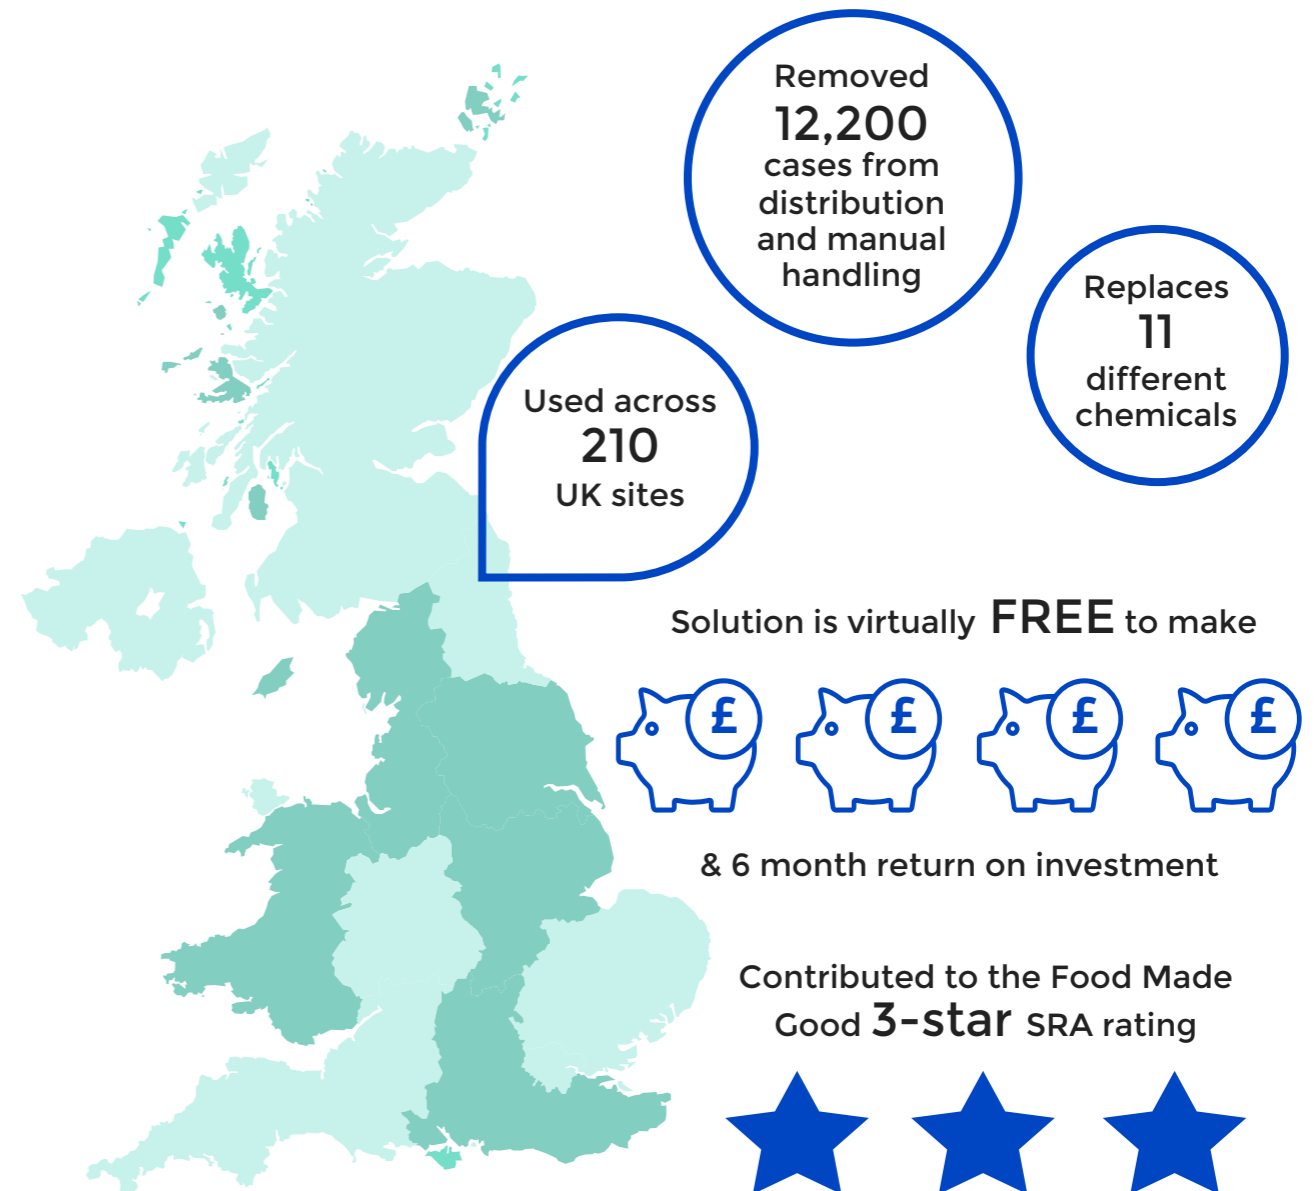 Removed
12,200
cases from
distribution
and manual
handling
Replaces
11
different
chemicals
Used across
210
UK sites
Solution is virtually FREE to make
£ £ £ £
& 6 month return on investment
Contributed to the Food Made
Good 3-star SRA rating